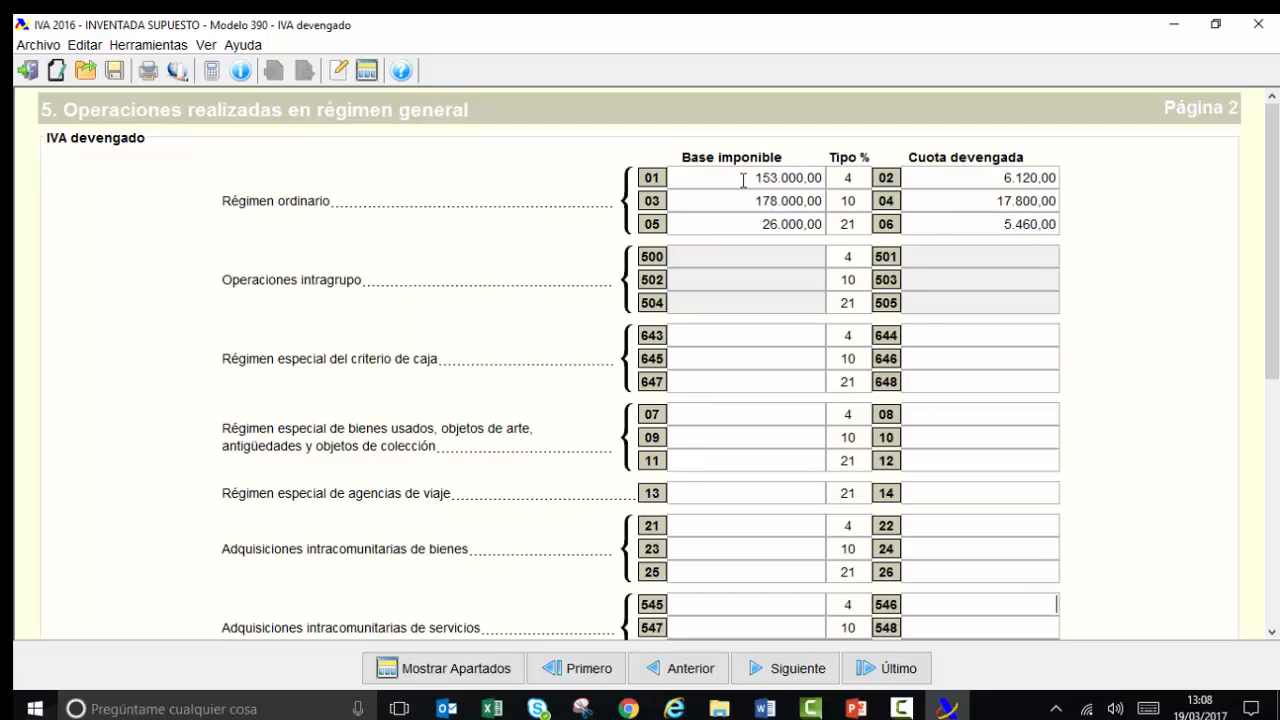 IVA 2016 - INVENTADA SUPUESTO - Modelo 390 - IVA devengado
Archivo Editar Herramientas Ver Ayuda
5. Operaciones realizadas en régimen general Página 2
IVA devengado
Base imponible Tipo % Cuota devengada
01 153.000,00 4 02 6.120,00
Régimen ordinario 03 178.000,00 10 04 17.800,00
05 26.000,00 21 06 5.460,00
500 4 501
Operaciones intragrupo 502 10 503
504 21 505
643 4 644
Régimen especial del criterio de caja 645 10 646
647 21 648
07 4 08
Régimen especial de bienes usados, objetos de arte,
09 10 10
antigüedades y objetos de colección
11 21 12
Régimen especial de agencias de viaje 13 21 14
21 4 22
Adquisiciones intracomunitarias de bienes 23 10 24
25 21 26
545 4 546
Adquisiciones intracomunitarias de servicios 547 10 548
Mostrar Apartados Primero Anterior Siguiente Último
Pregúntame cualquier cosa
13:08
19/03/2017